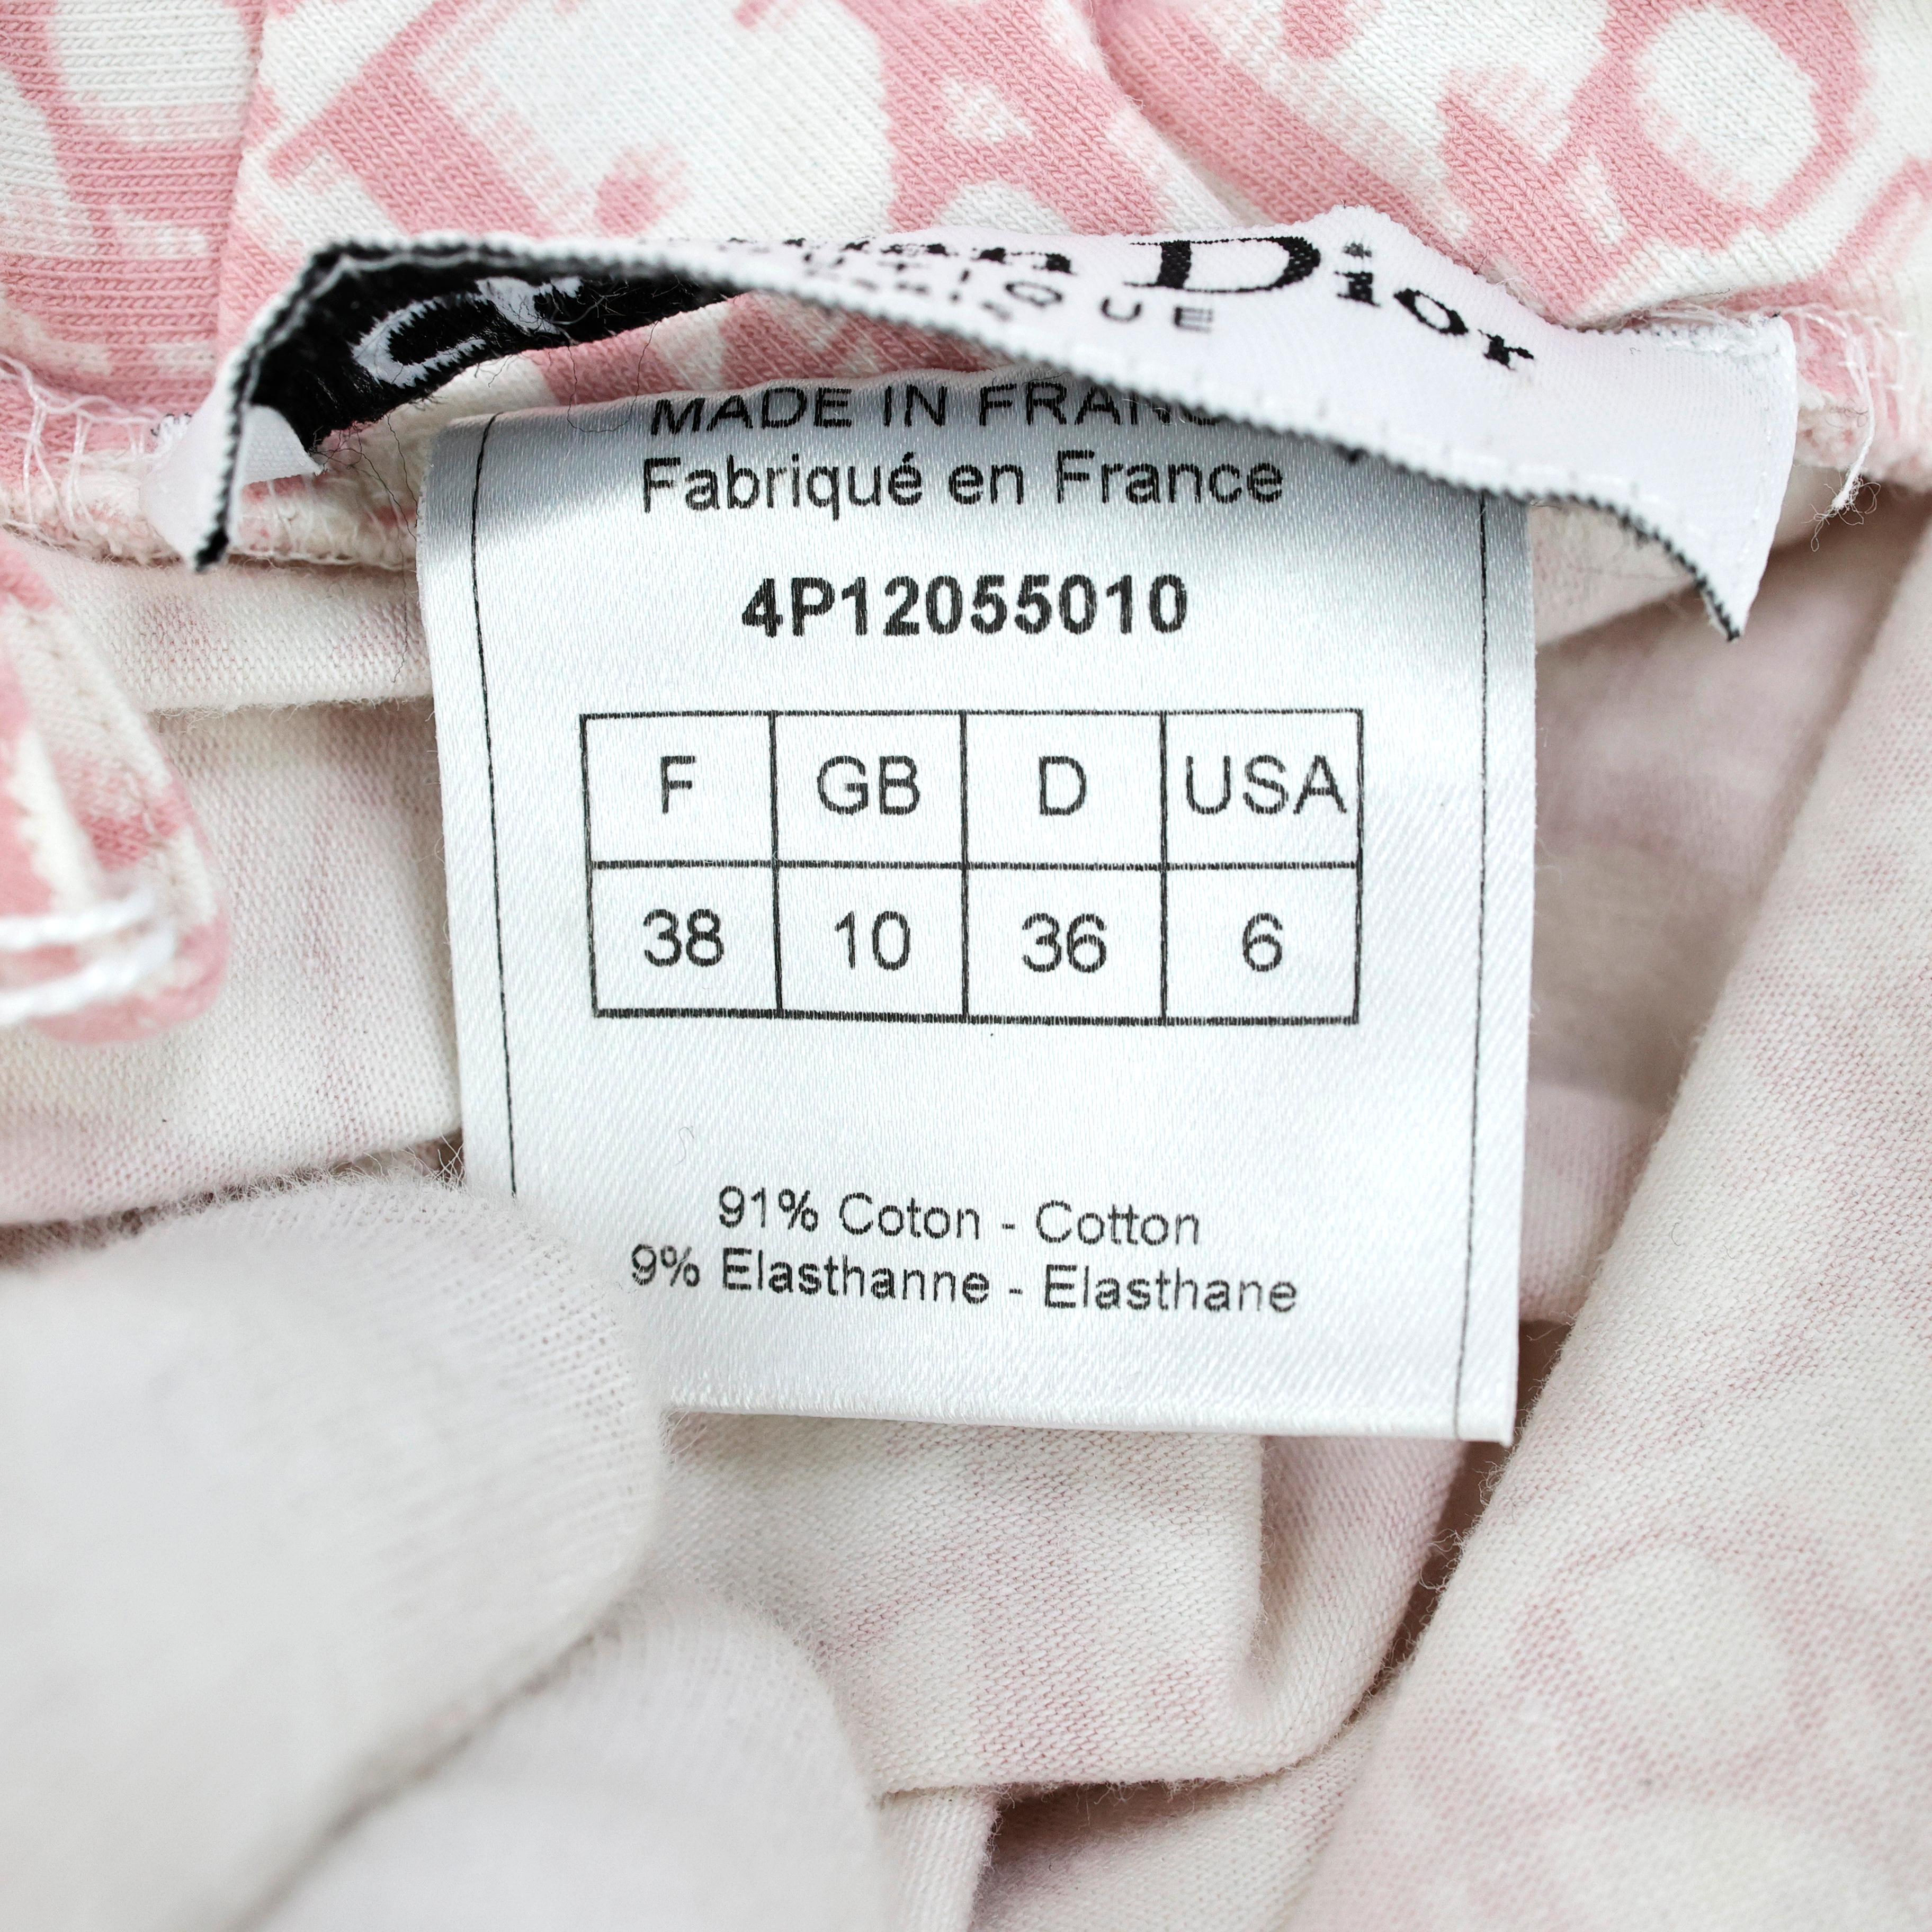 Dior
MADE IN FRANC
Fabriqué en France
4P12055010
F GB D USA
38 10 36 6
91% Coton - Cotton
9% Elasthanne - Elasthane